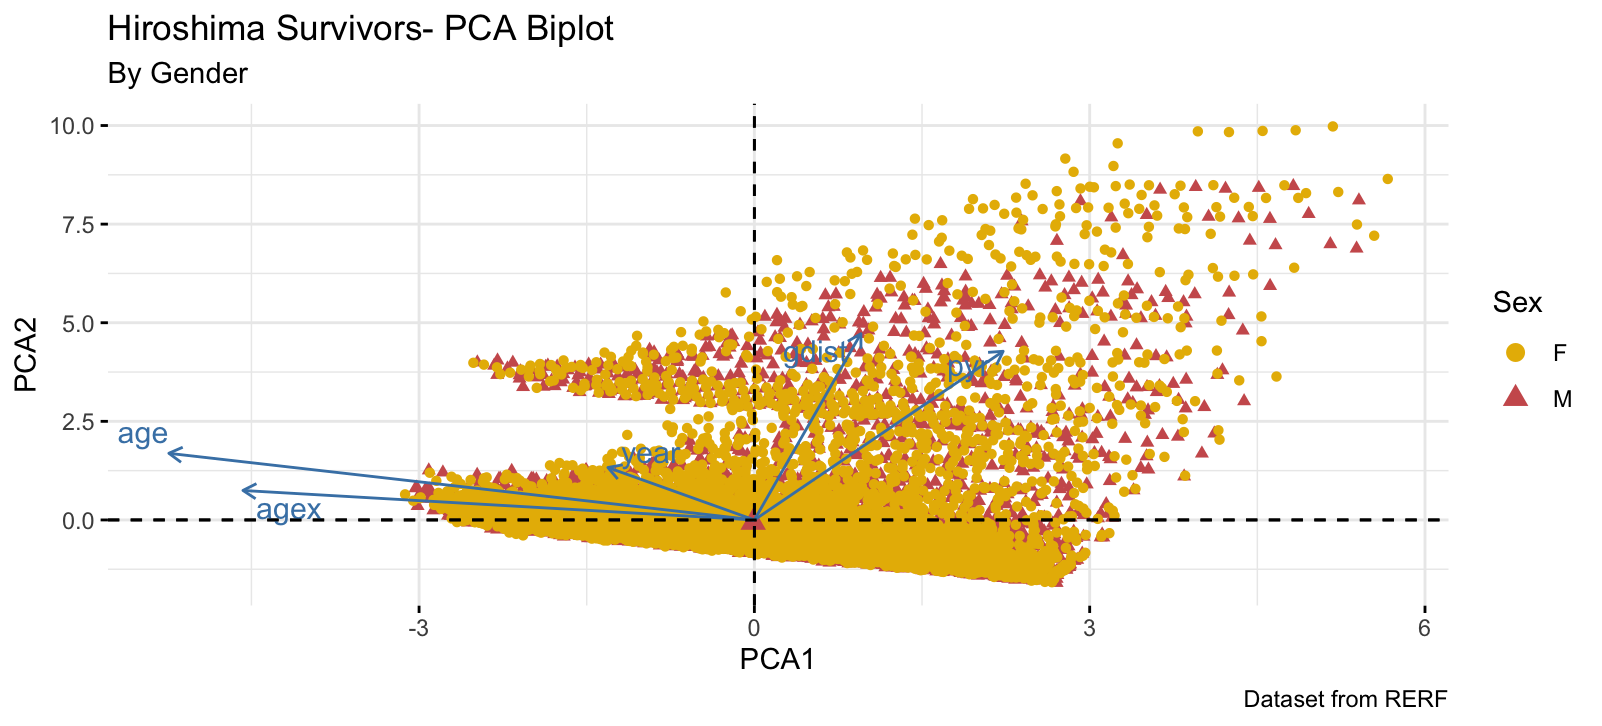 Hiroshima Survivors- PCA Biplot
By Gender
PCA2
10.0
7.5
5.0
2.5
0.0
age
agex
year
gdist
pyr
-3
0
3
6
PCA1
Sex
F
M
Dataset from RERF